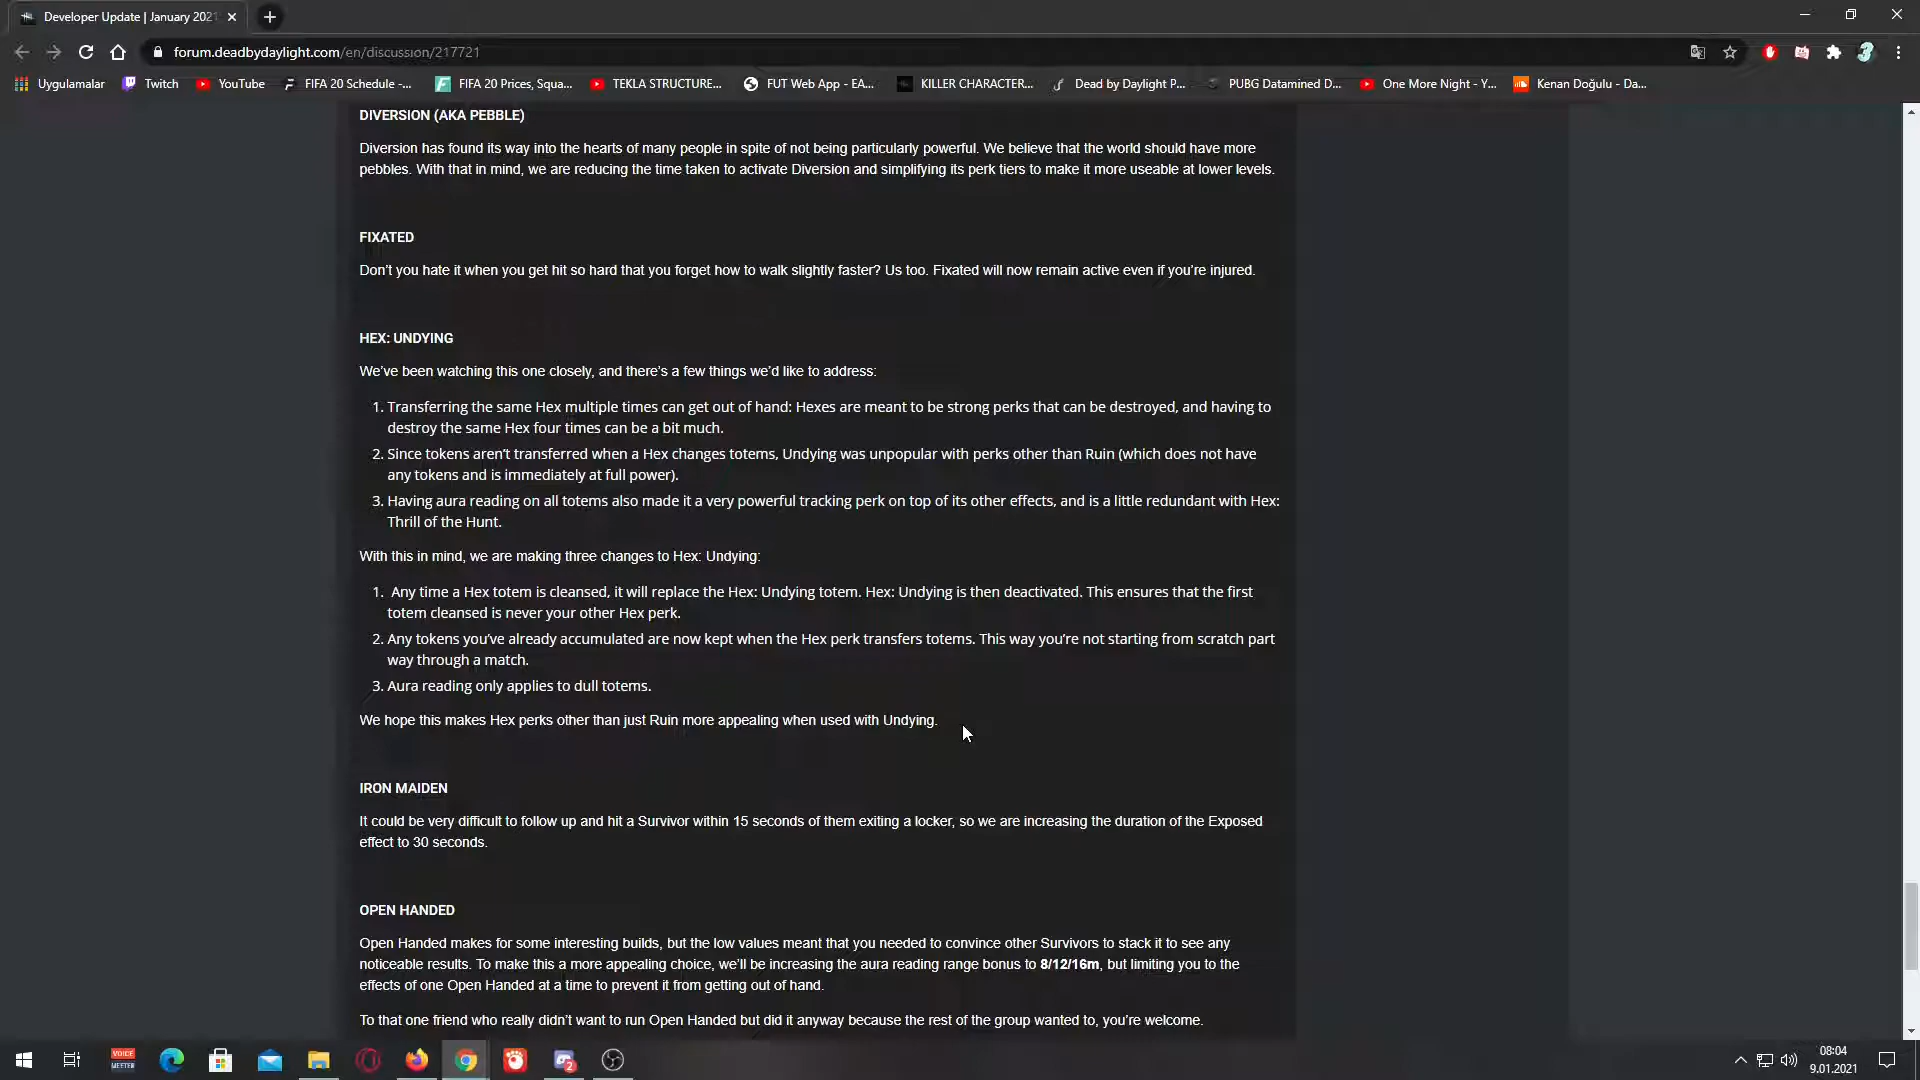 Developer Update | January 2021
forum.deadbydaylight.com/en/discussion/217721
Uygulamalar Twitch YouTube FIFA 20 Schedule -... FIFA 20 Prices, Squa... TEKLA STRUCTURE... FUT Web App - EA... KILLER CHARACTER... Dead by Daylight P... PUBG Datamined D... One More Night - Y... Kenan Doğulu - Da...
DIVERSION (AKA PEBBLE)
Diversion has found its way into the hearts of many people in spite of not being particularly powerful. We believe that the world should have more
pebbles. With that in mind, we are reducing the time taken to activate Diversion and simplifying its perk tiers to make it more useable at lower levels.
FIXATED
Don't you hate it when you get hit so hard that you forget how to walk slightly faster? Us too. Fixated will now remain active even if you're injured.
HEX: UNDYING
We've been watching this one closely, and there's a few things we'd like to address:
1. Transferring the same Hex multiple times can get out of hand: Hexes are meant to be strong perks that can be destroyed, and having to
destroy the same Hex four times can be a bit much.
2. Since tokens aren't transferred when a Hex changes totems, Undying was unpopular with perks other than Ruin (which does not have
any tokens and is immediately at full power).
3. Having aura reading on all totems also made it a very powerful tracking perk on top of its other effects, and is a little redundant with Hex:
Thrill of the Hunt.
With this in mind, we are making three changes to Hex: Undying:
1. Any time a Hex totem is cleansed, it will replace the Hex: Undying totem. Hex: Undying is then deactivated. This ensures that the first
totem cleansed is never your other Hex perk.
2. Any tokens you've already accumulated are now kept when the Hex perk transfers totems. This way you're not starting from scratch part
way through a match.
3. Aura reading only applies to dull totems.
We hope this makes Hex perks other than just Ruin more appealing when used with Undying.
IRON MAIDEN
It could be very difficult to follow up and hit a Survivor within 15 seconds of them exiting a locker, so we are increasing the duration of the Exposed
effect to 30 seconds.
OPEN HANDED
Open Handed makes for some interesting builds, but the low values meant that you needed to convince other Survivors to stack it to see any
noticeable results. To make this a more appealing choice, we'll be increasing the aura reading range bonus to 8/12/16m, but limiting you to the
effects of one Open Handed at a time to prevent it from getting out of hand.
To that one friend who really didn't want to run Open Handed but did it anyway because the rest of the group wanted to, you're welcome.
VOICE
MEETER
2
08:04
9.01.2021